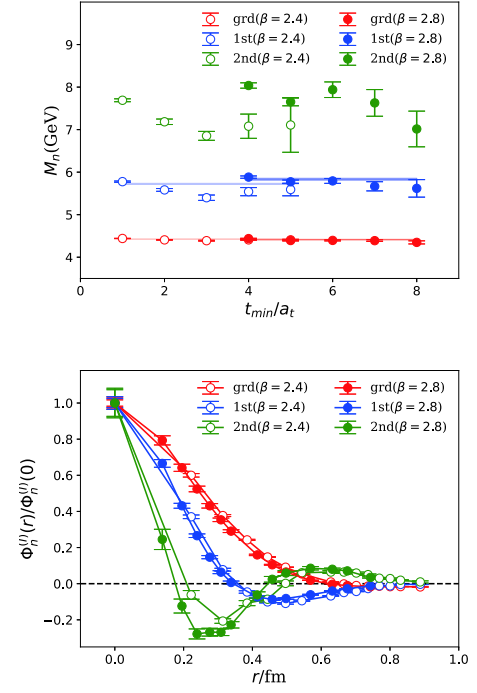 grd(β = 2.4) grd(β = 2.8)
1st(β = 2.4) 1st(β = 2.8)
2nd(β = 2.4) 2nd(β = 2.8)
9
8
7
6
5
4
M_n(GeV)
0 2 4 6 8
t_min/a_t
grd(β = 2.4) grd(β = 2.8)
1st(β = 2.4) 1st(β = 2.8)
2nd(β = 2.4) 2nd(β = 2.8)
1.0
0.8
0.6
0.4
0.2
0.0
−0.2
Φ_n^(l)(r)/Φ_n^(l)(0)
0.0 0.2 0.4 0.6 0.8 1.0
r/fm